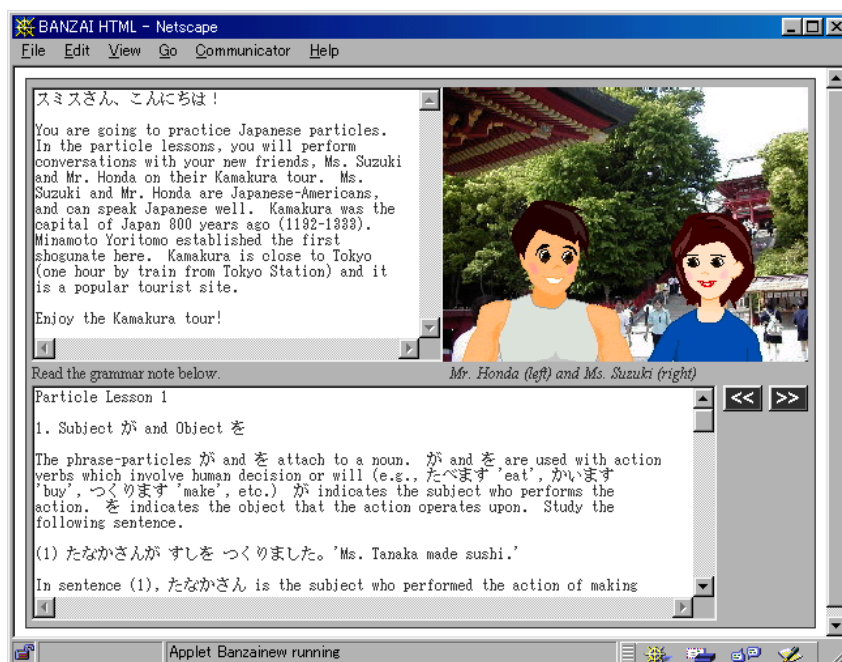 BANZAI HTML - Netscape
File Edit View Go Communicator Help
スミスさん、こんにちは！
You are going to practice Japanese particles.
In the particle lessons, you will perform
conversations with your new friends, Ms. Suzuki
and Mr. Honda on their Kamakura tour.  Ms.
Suzuki and Mr. Honda are Japanese-Americans,
and can speak Japanese well.  Kamakura was the
capital of Japan 800 years ago (1192-1333).
Minamoto Yoritomo established the first
shogunate here.  Kamakura is close to Tokyo
(one hour by train from Tokyo Station) and it
is a popular tourist site.
Enjoy the Kamakura tour!
Read the grammar note below.
Mr. Honda (left) and Ms. Suzuki (right)
Particle Lesson 1
<< >>
1. Subject が and Object を
The phrase-particles が and を attach to a noun.  が and を are used with action
verbs which involve human decision or will (e.g., たべます 'eat', かいます
'buy', つくります 'make', etc.) が indicates the subject who performs the
action.  を indicates the object that the action operates upon.  Study the
following sentence.
(1) たなかさんが すしを つくりました。'Ms. Tanaka made sushi.'
In sentence (1), たなかさん is the subject who performed the action of making
Applet Banzainew running